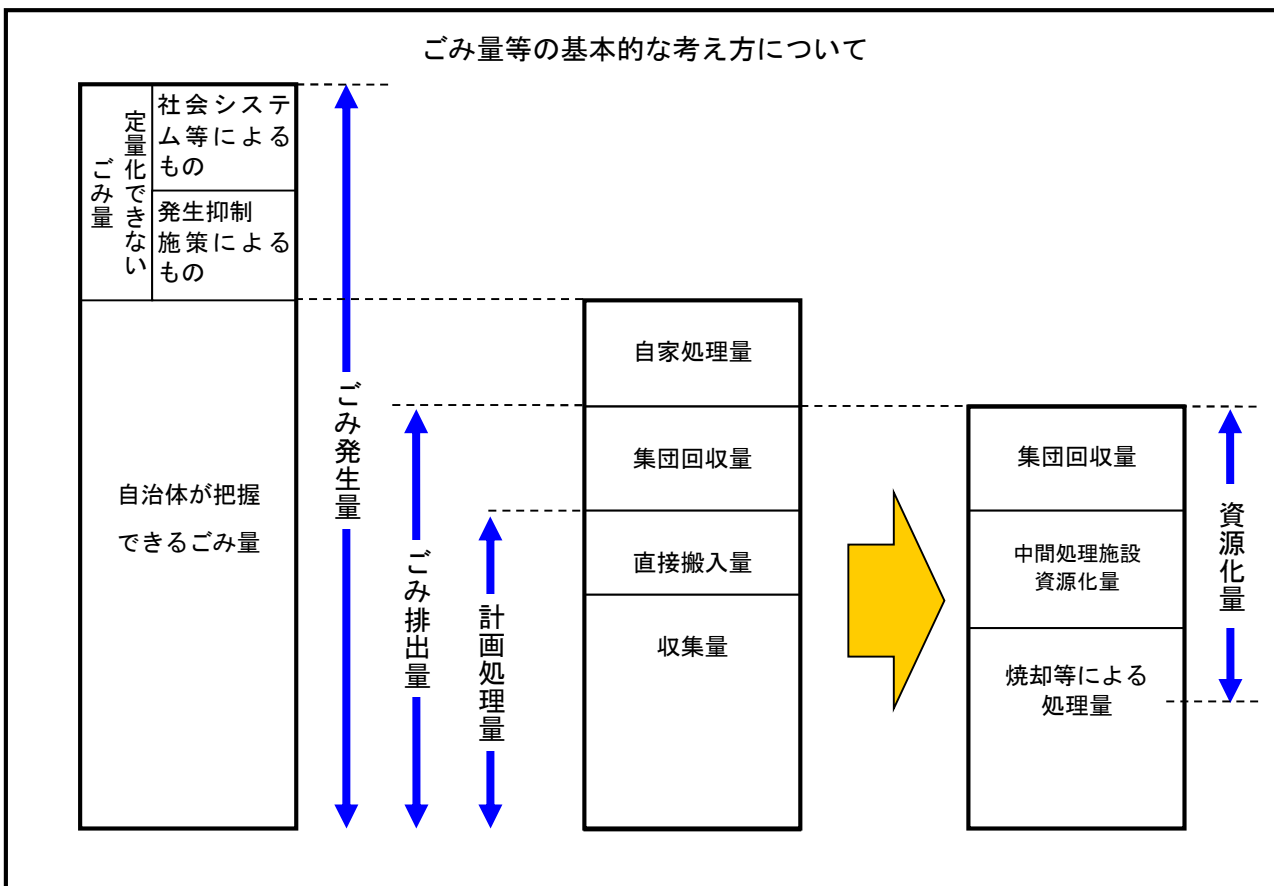 ごみ量等の基本的な考え方について
定量化できない
ごみ量
社会システ
ム等による
もの
発生抑制
施策による
もの
自治体が把握
できるごみ量
ごみ発生量
ごみ排出量
計画処理量
自家処理量
集団回収量
直接搬入量
収集量
集団回収量
中間処理施設
資源化量
焼却等による
処理量
資源化量